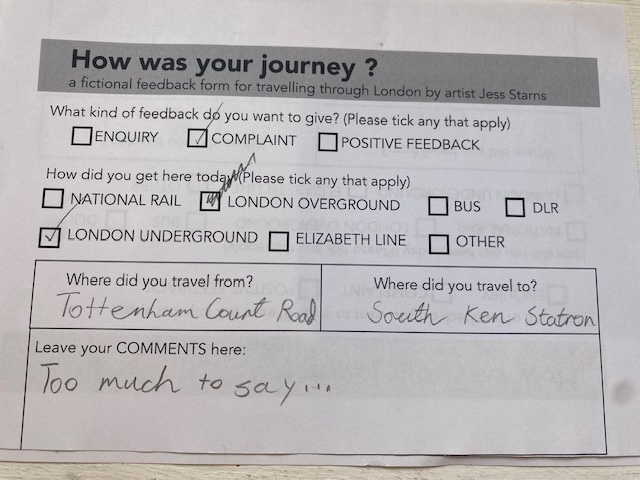 How was your journey ?
a fictional feedback form for travelling through London by artist Jess Starns
What kind of feedback do you want to give? (Please tick any that apply)
ENQUIRY COMPLAINT POSITIVE FEEDBACK
How did you get here today? (Please tick any that apply)
NATIONAL RAIL LONDON OVERGROUND BUS DLR
LONDON UNDERGROUND ELIZABETH LINE OTHER
Where did you travel from? Where did you travel to?
Tottenham Court Road South Ken Station
Leave your COMMENTS here:
Too much to say...